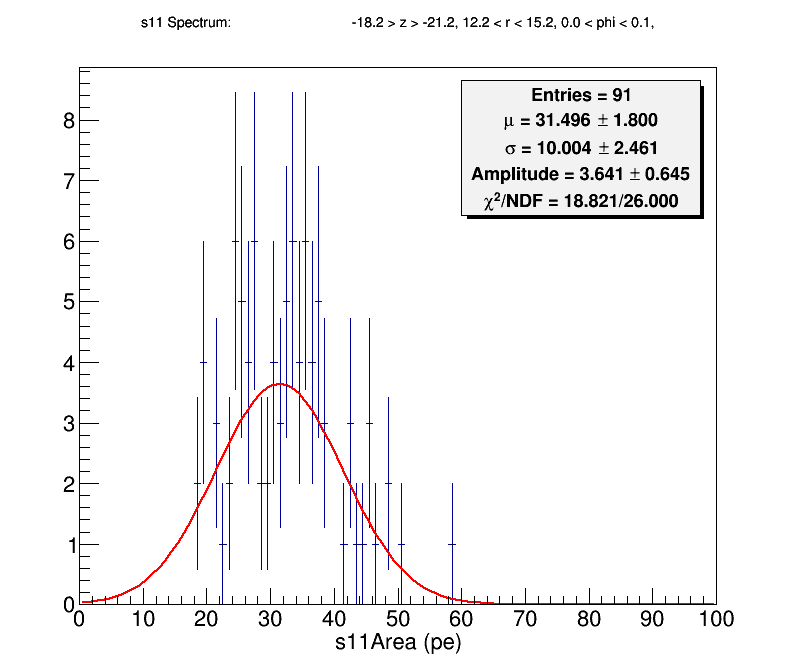 s11 Spectrum: -18.2 > z > -21.2, 12.2 < r < 15.2, 0.0 < phi < 0.1,
Entries = 91
μ = 31.496 ± 1.800
σ = 10.004 ± 2.461
Amplitude = 3.641 ± 0.645
χ²/NDF = 18.821/26.000
8
7
6
5
4
3
2
1
0
0 10 20 30 40 50 60 70 80 90 100
s11Area (pe)